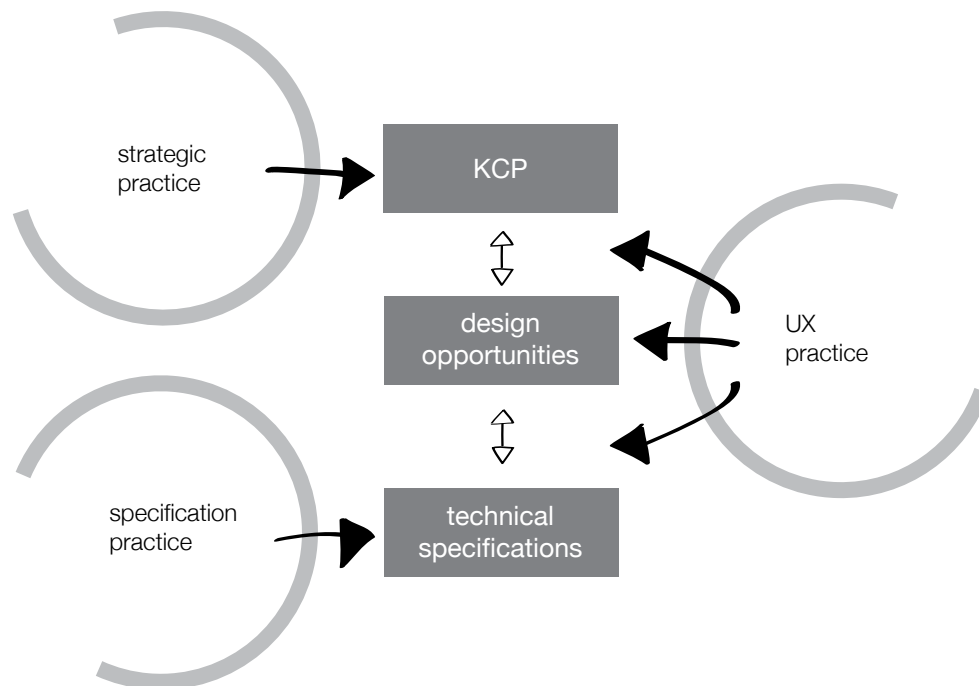 strategic
practice
KCP
design
opportunities
UX
practice
specification
practice
technical
specifications